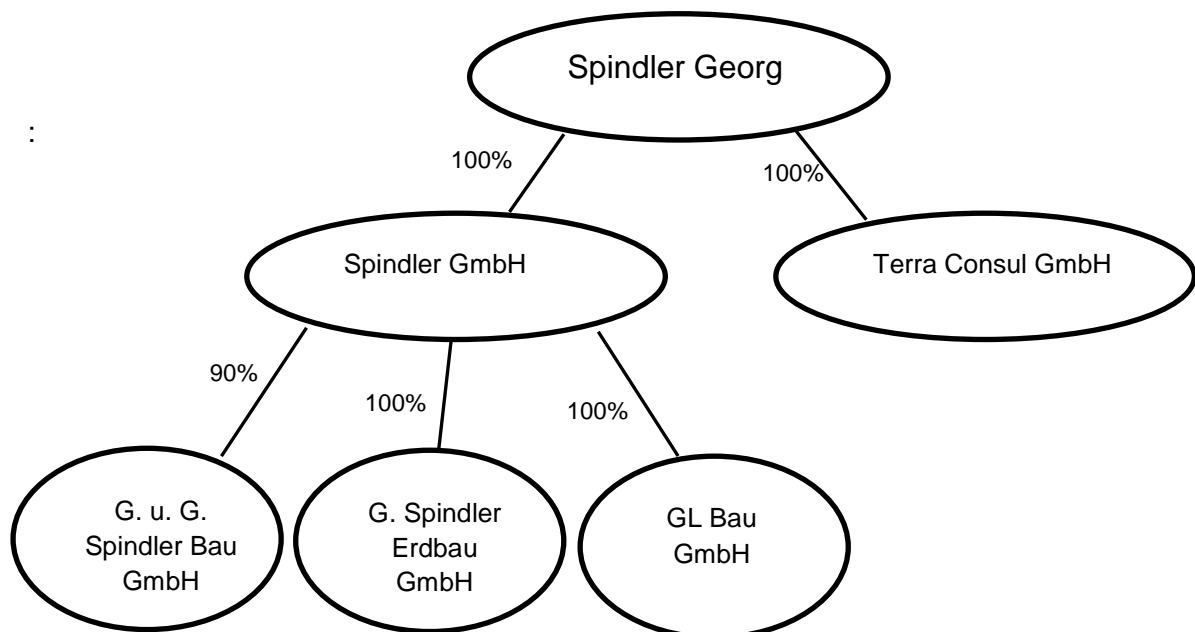 Spindler Georg
:
100%
100%
Spindler GmbH
Terra Consul GmbH
90%
100%
100%
G. u. G.
Spindler Bau
GmbH
G. Spindler
Erdbau
GmbH
GL Bau
GmbH